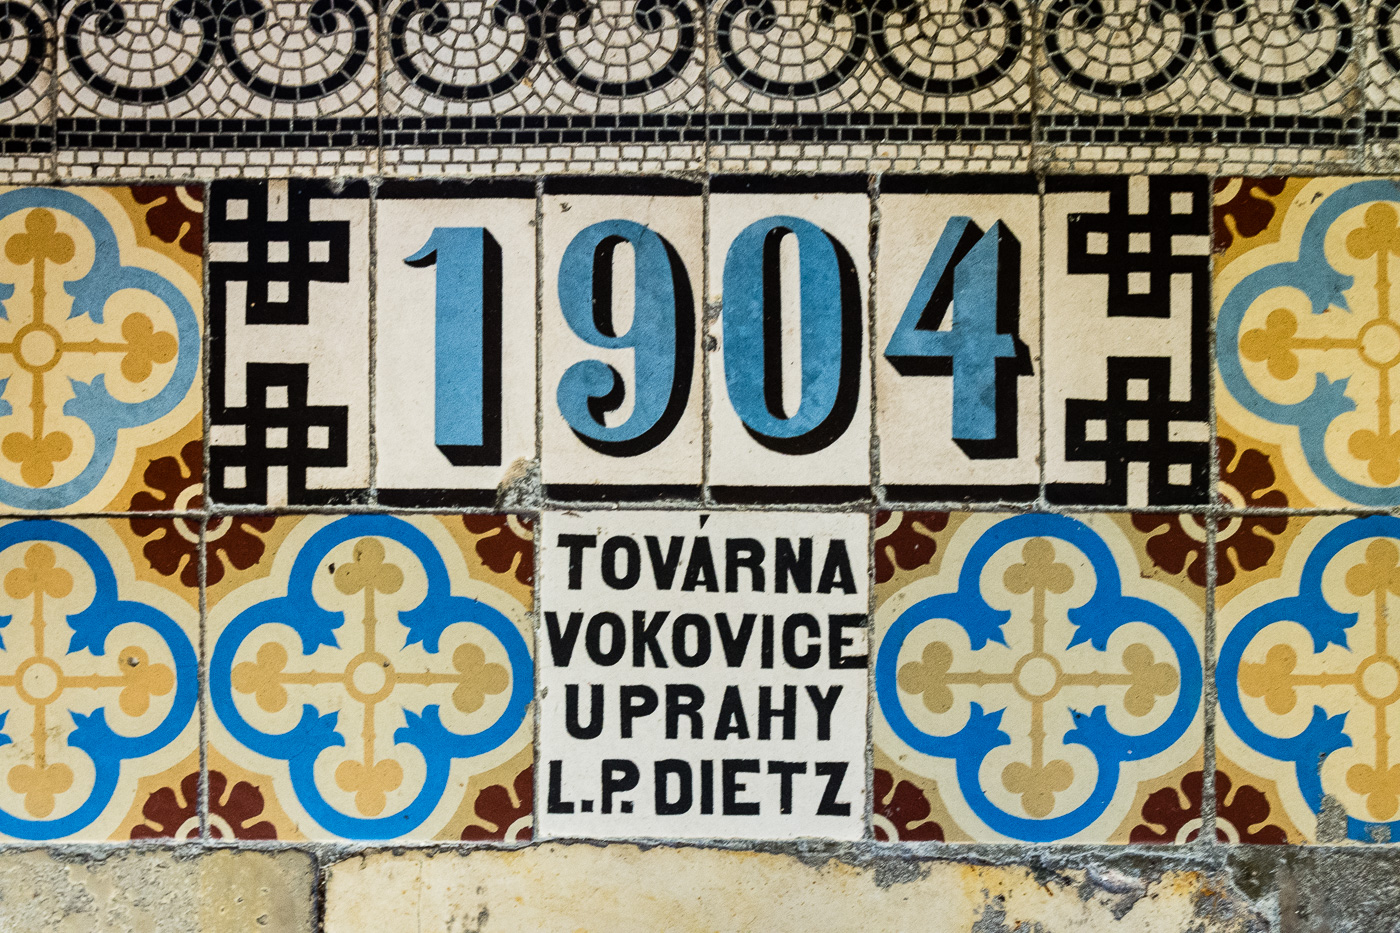 1904
TOVÁRNA
VOKOVICE
U PRAHY
L.P. DIETZ